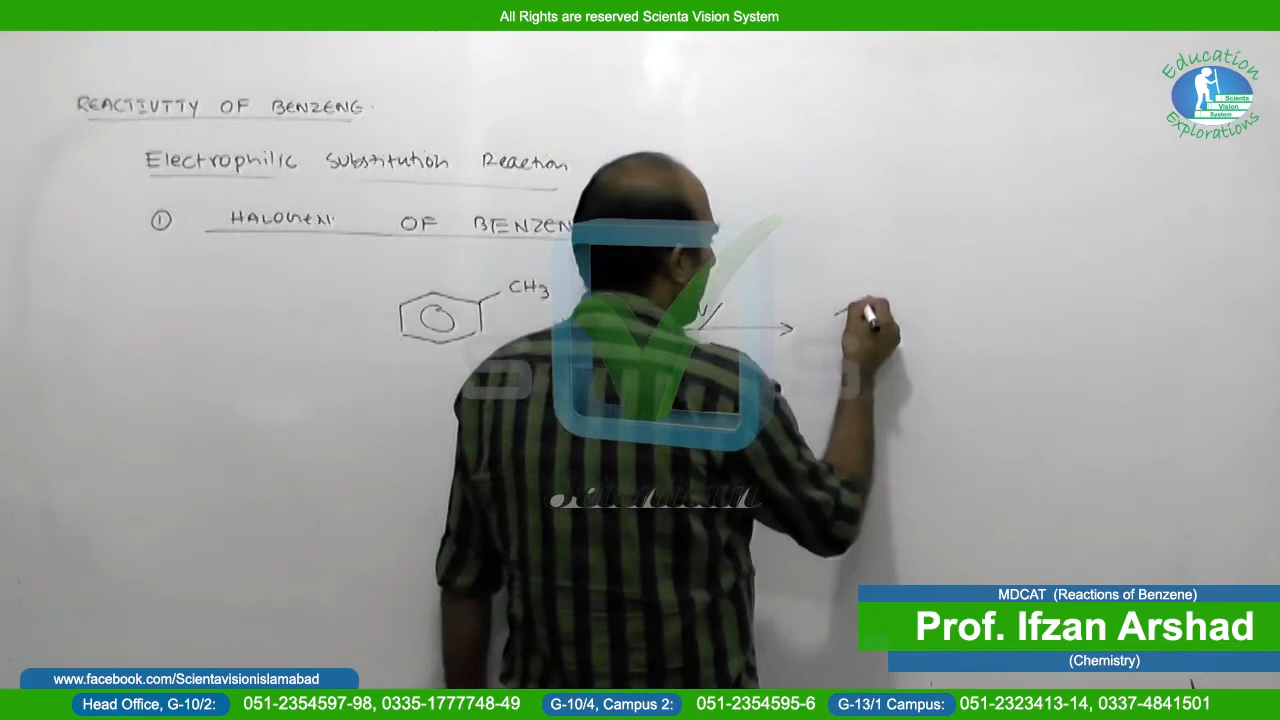 All Rights are reserved Scienta Vision System
Education
Scienta
Vision
System
Explorations
REACTIVITY OF BENZENE
Electrophilic Substitution Reaction
① HALOGEN OF BENZEN
CH3
MDCAT (Reactions of Benzene)
Prof. Ifzan Arshad
(Chemistry)
www.facebook.com/Scientavisionislamabad
Head Office, G-10/2: 051-2354597-98, 0335-1777748-49 G-10/4, Campus 2: 051-2354595-6 G-13/1 Campus: 051-2323413-14, 0337-4841501